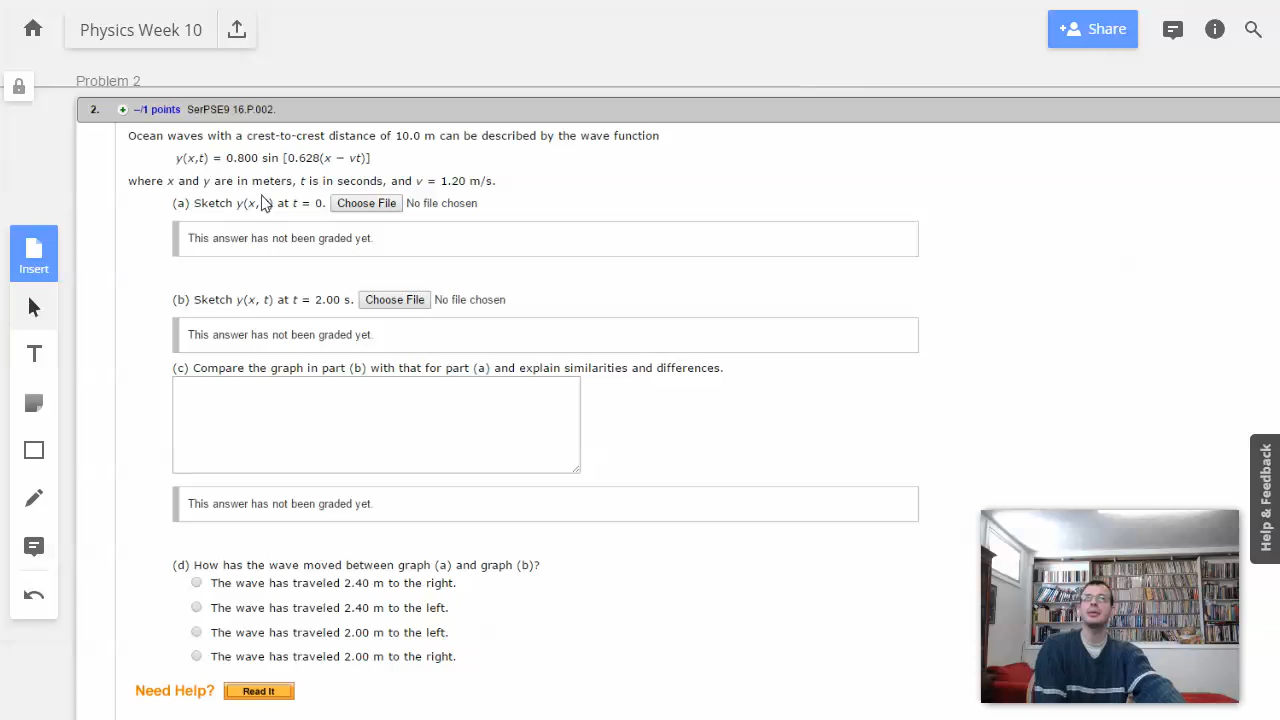 Physics Week 10
Share
Problem 2
2. --/1 points SerPSE9 16.P.002.
Ocean waves with a crest-to-crest distance of 10.0 m can be described by the wave function
y(x,t) = 0.800 sin [0.628(x − vt)]
where x and y are in meters, t is in seconds, and v = 1.20 m/s.
(a) Sketch y(x, ) at t = 0. Choose File No file chosen
This answer has not been graded yet.
Insert
(b) Sketch y(x, t) at t = 2.00 s. Choose File No file chosen
This answer has not been graded yet.
(c) Compare the graph in part (b) with that for part (a) and explain similarities and differences.
This answer has not been graded yet.
Help & Feedback
(d) How has the wave moved between graph (a) and graph (b)?
The wave has traveled 2.40 m to the right.
The wave has traveled 2.40 m to the left.
The wave has traveled 2.00 m to the left.
The wave has traveled 2.00 m to the right.
Need Help? Read It